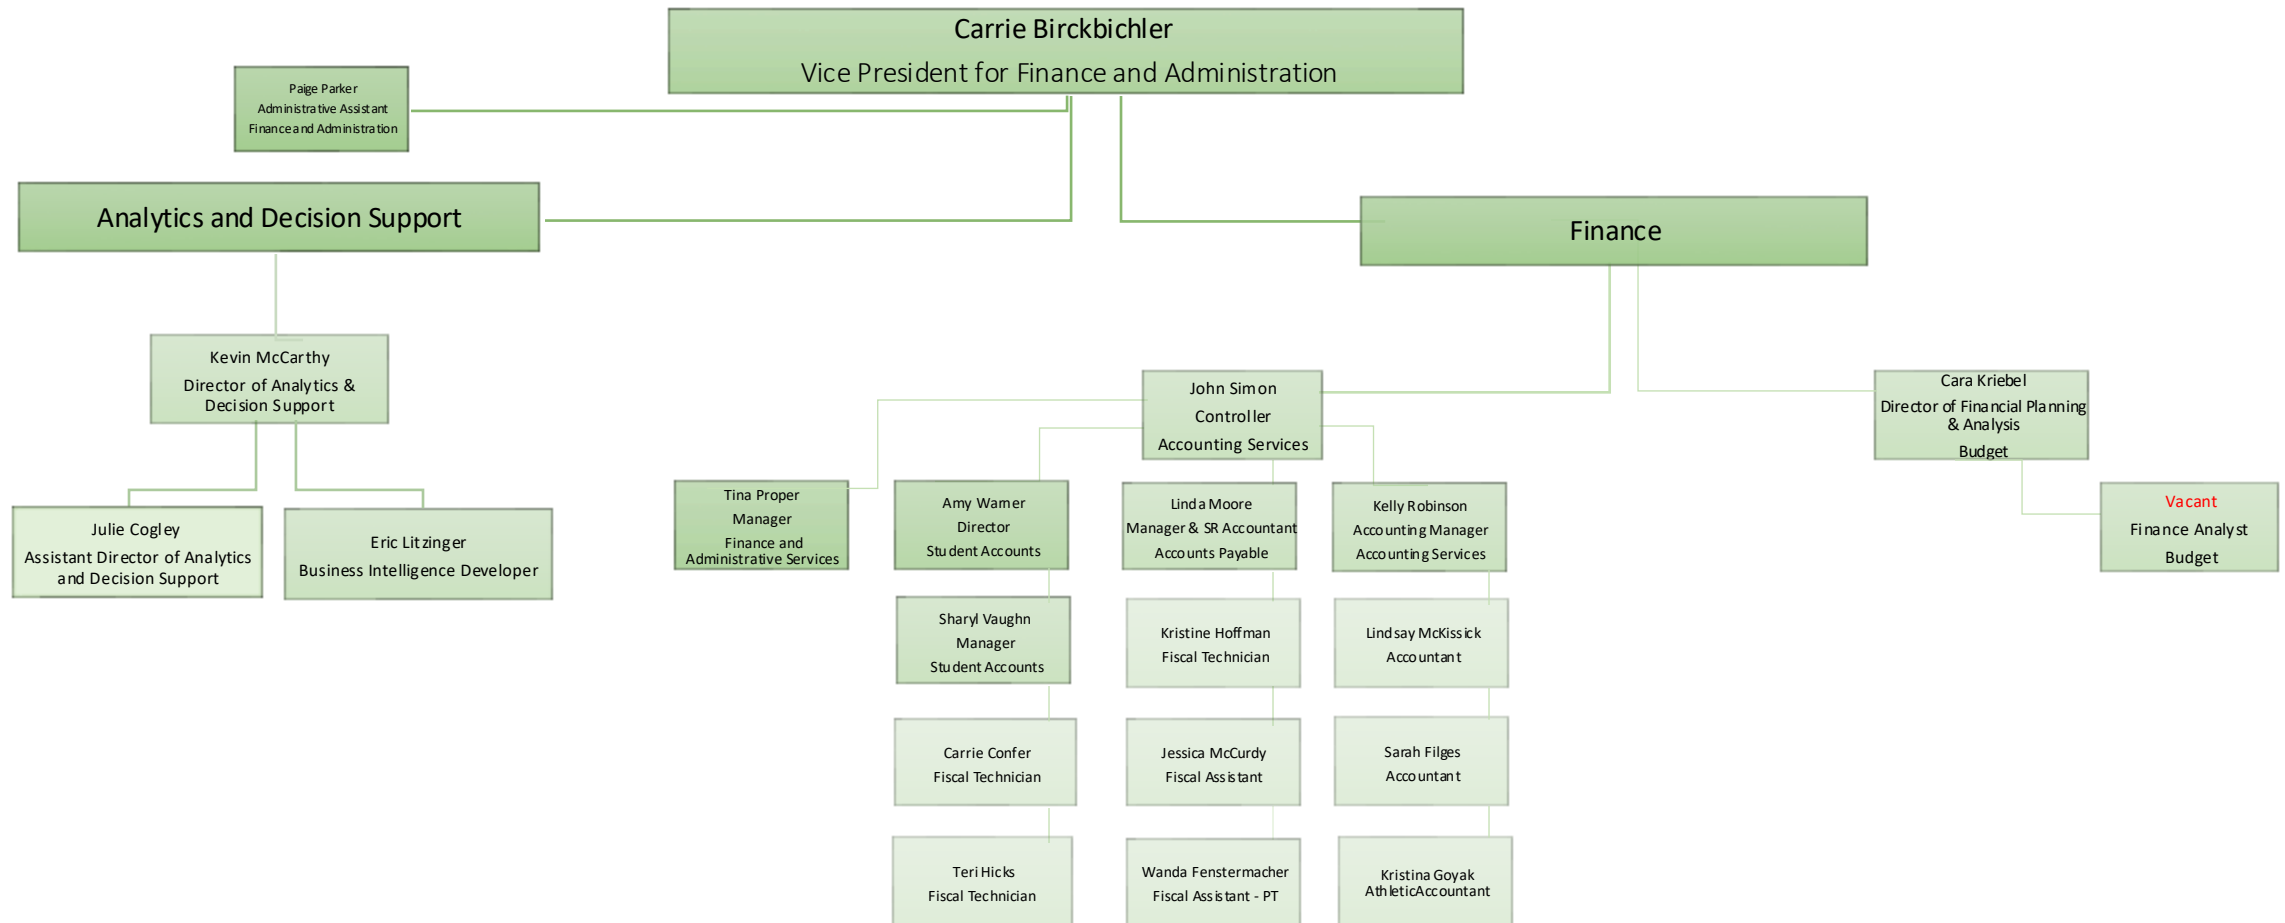 Carrie Birckbichler
Vice President for Finance and Administration
Paige Parker
Administrative Assistant
Finance and Administration
Analytics and Decision Support
Finance
Kevin McCarthy
Director of Analytics &
Decision Support
Julie Cogley
Assistant Director of Analytics
and Decision Support
Eric Litzinger
Business Intelligence Developer
John Simon
Controller
Accounting Services
Cara Kriebel
Director of Financial Planning
& Analysis
Budget
Vacant
Finance Analyst
Budget
Tina Proper
Manager
Finance and
Administrative Services
Amy Warner
Director
Student Accounts
Linda Moore
Manager & SR Accountant
Accounts Payable
Kelly Robinson
Accounting Manager
Accounting Services
Sharyl Vaughn
Manager
Student Accounts
Kristine Hoffman
Fiscal Technician
Lindsay McKissick
Accountant
Carrie Confer
Fiscal Technician
Jessica McCurdy
Fiscal Assistant
Sarah Filges
Accountant
Teri Hicks
Fiscal Technician
Wanda Fenstermacher
Fiscal Assistant - PT
Kristina Goyak
Athletic Accountant